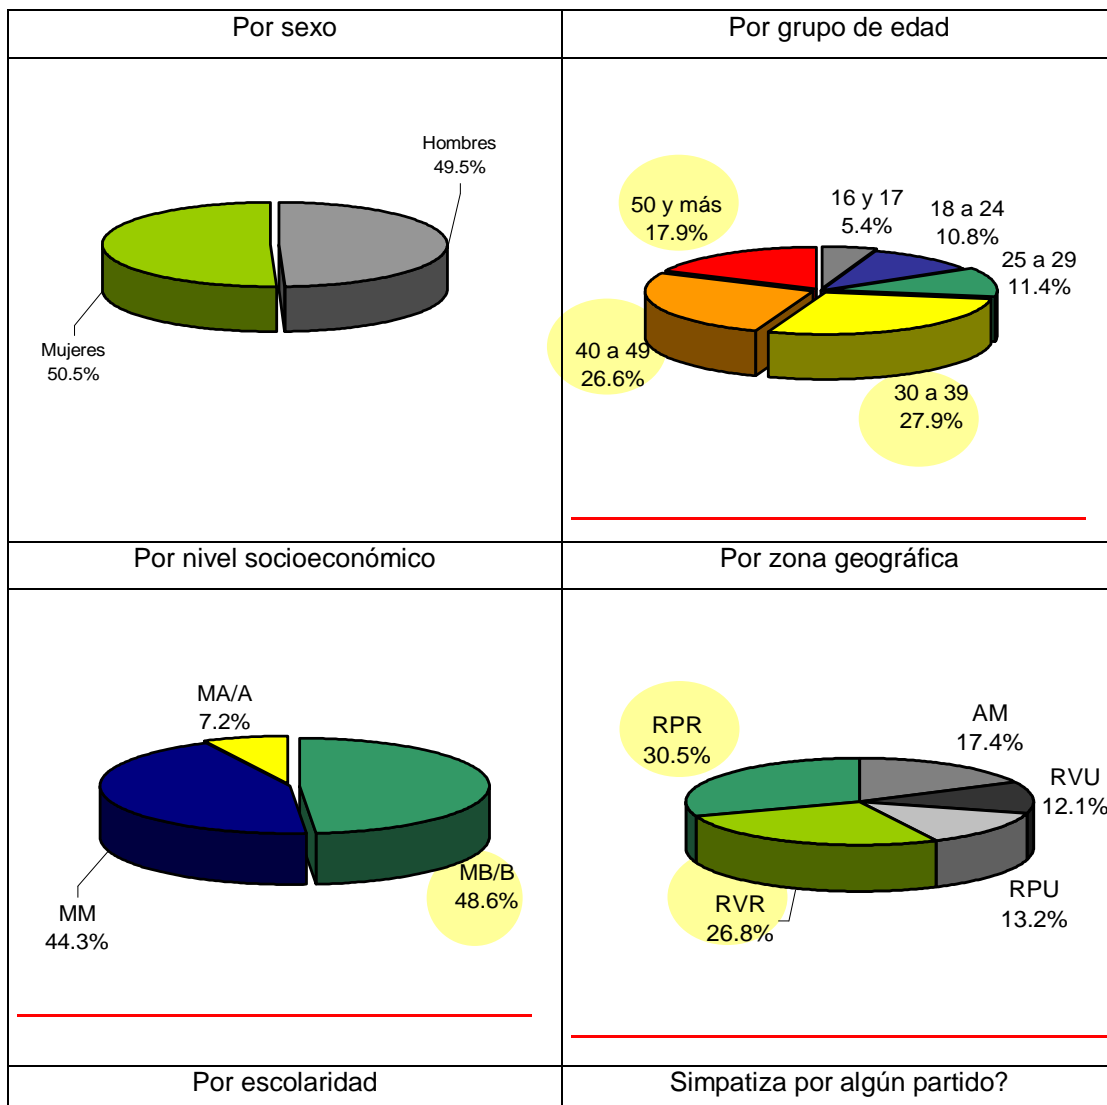 Por sexo
Por grupo de edad
Hombres
49.5%
Mujeres
50.5%
50 y más
17.9%
16 y 17
5.4%
18 a 24
10.8%
25 a 29
11.4%
40 a 49
26.6%
30 a 39
27.9%
Por nivel socioeconómico
Por zona geográfica
MA/A
7.2%
MM
44.3%
MB/B
48.6%
RPR
30.5%
AM
17.4%
RVU
12.1%
RPU
13.2%
RVR
26.8%
Por escolaridad
Simpatiza por algún partido?